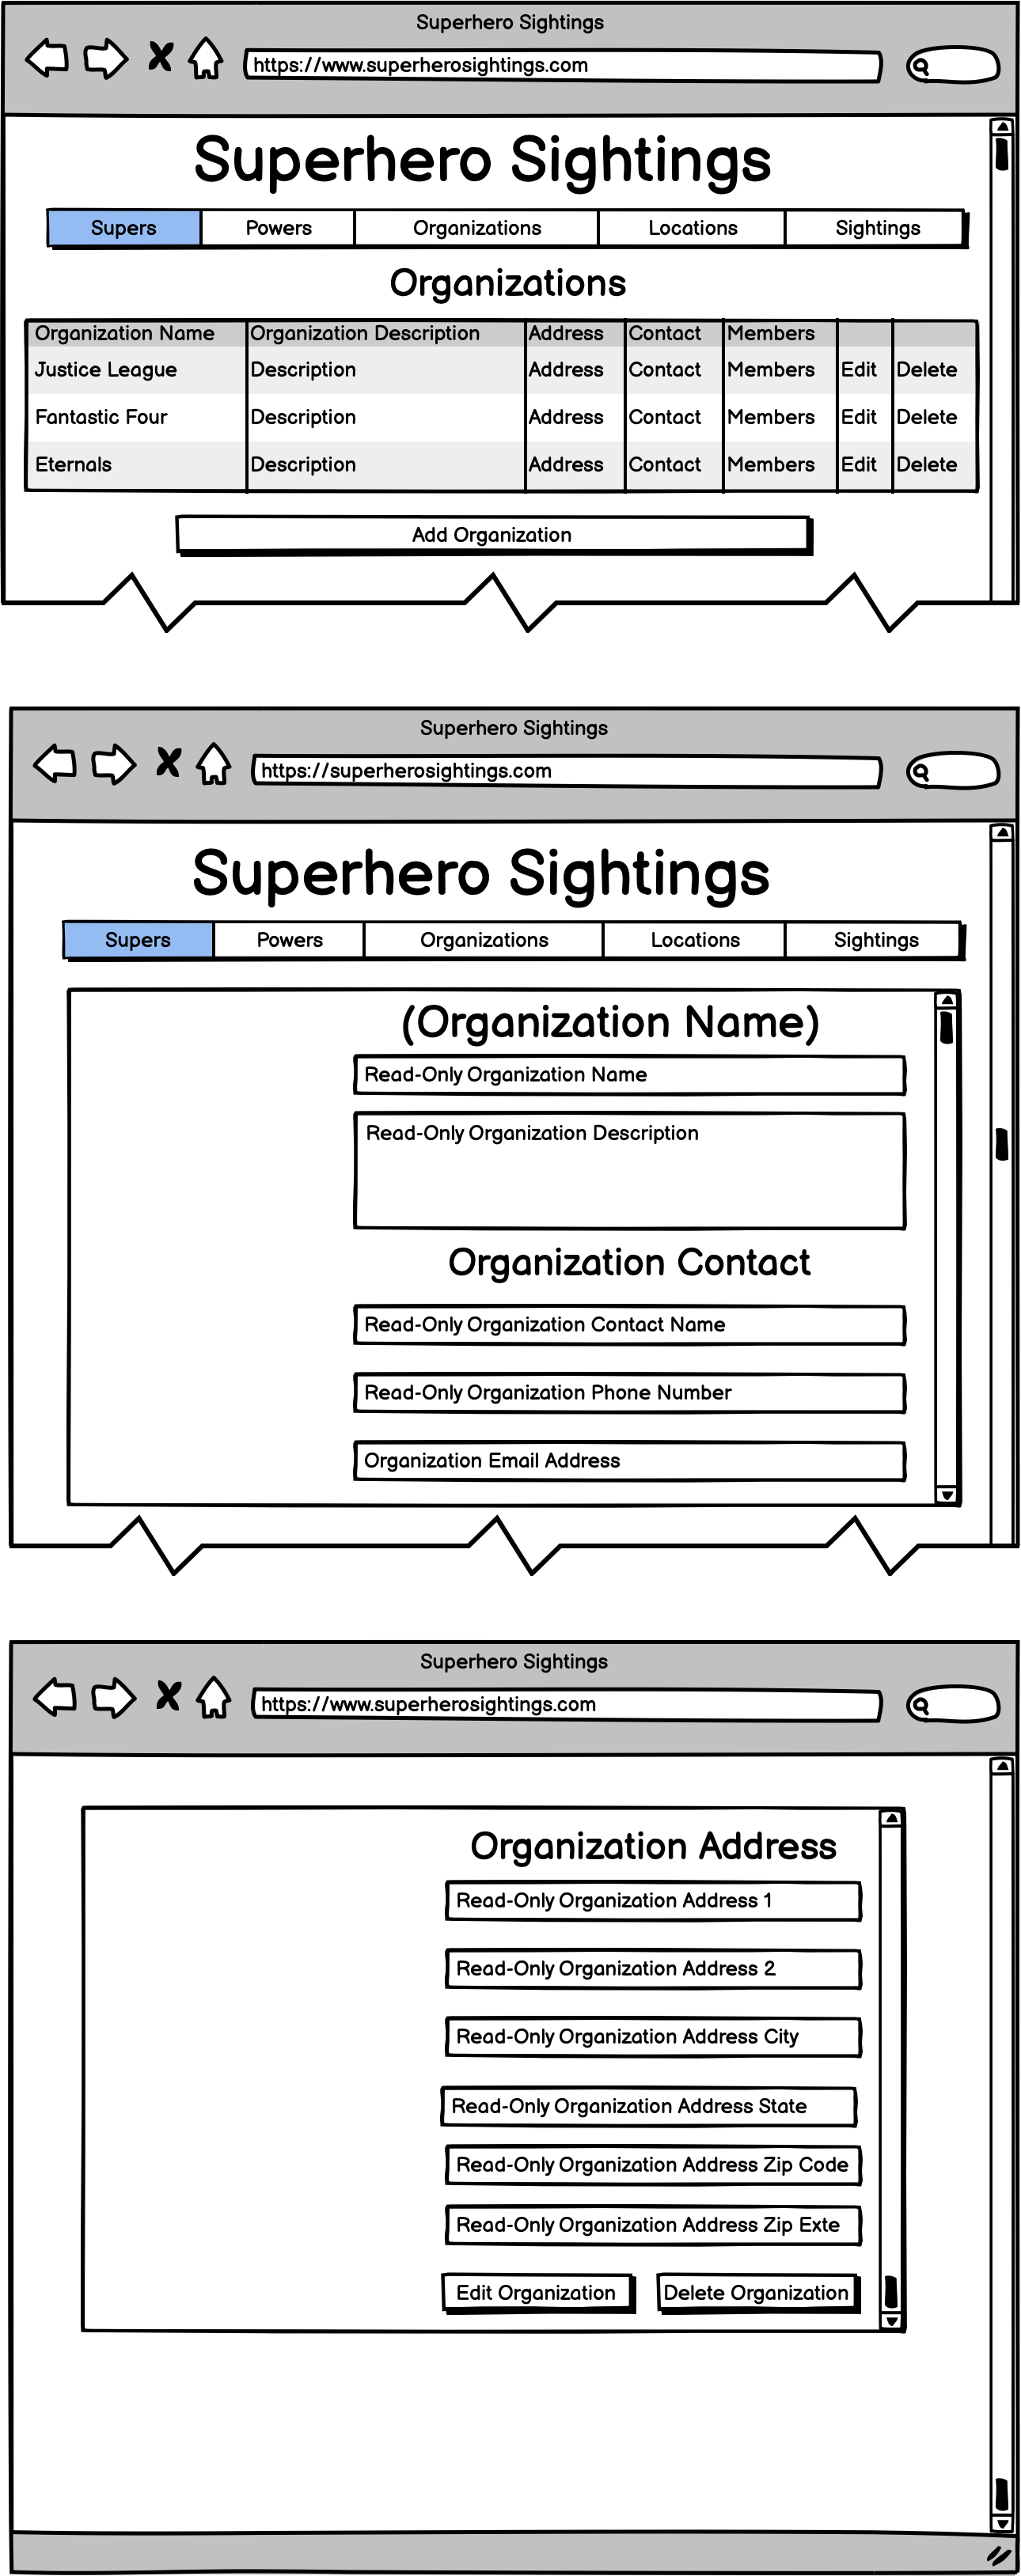 Superhero Sightings
https://www.superherosightings.com
Superhero Sightings
Supers Powers Organizations Locations Sightings
Organizations
Organization Name Organization Description Address Contact Members
Justice League Description Address Contact Members Edit Delete
Fantastic Four Description Address Contact Members Edit Delete
Eternals Description Address Contact Members Edit Delete
Add Organization
Superhero Sightings
https://superherosightings.com
Superhero Sightings
Supers Powers Organizations Locations Sightings
(Organization Name)
Read-Only Organization Name
Read-Only Organization Description
Organization Contact
Read-Only Organization Contact Name
Read-Only Organization Phone Number
Organization Email Address
Superhero Sightings
https://www.superherosightings.com
Organization Address
Read-Only Organization Address 1
Read-Only Organization Address 2
Read-Only Organization Address City
Read-Only Organization Address State
Read-Only Organization Address Zip Code
Read-Only Organization Address Zip Exte
Edit Organization Delete Organization